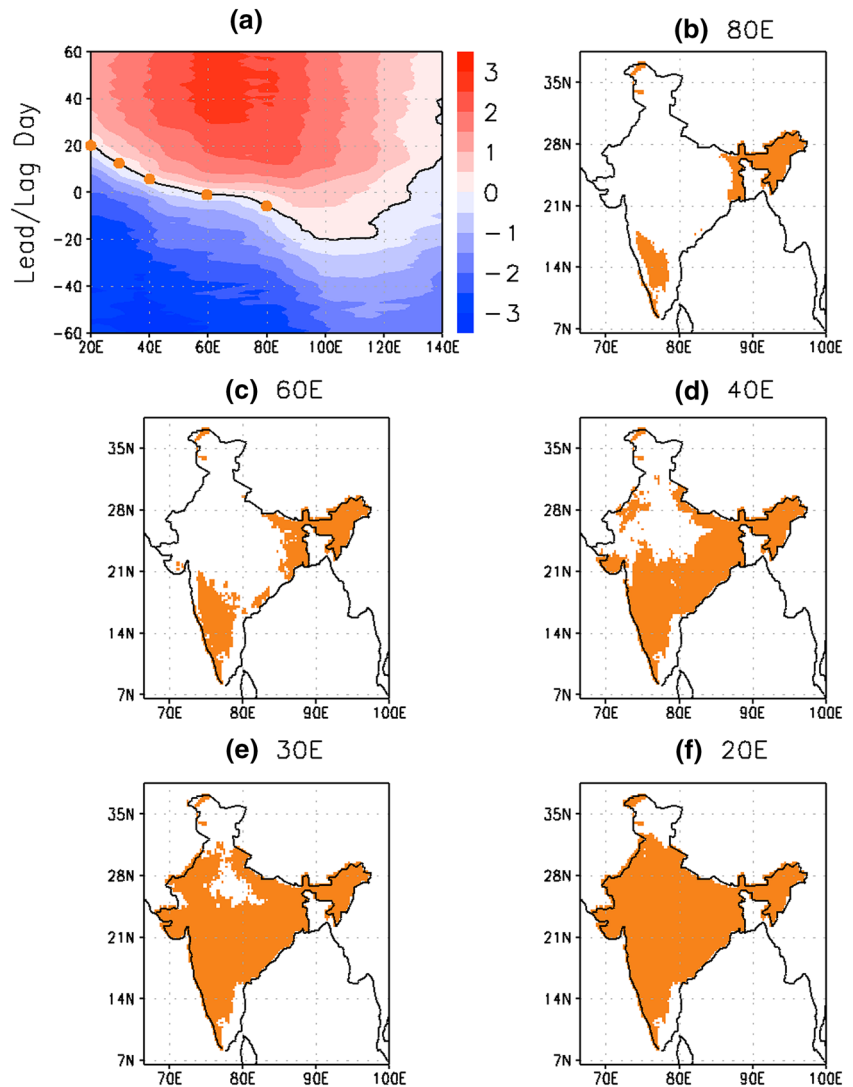 (a)
(b) 80E
60
40
20
0
-20
-40
-60
Lead/Lag Day
20E 40E 60E 80E 100E 120E 140E
3
2
1
0
-1
-2
-3
35N
28N
21N
14N
7N
70E 80E 90E 100E
(c) 60E
(d) 40E
35N
28N
21N
14N
7N
70E 80E 90E 100E
35N
28N
21N
14N
7N
70E 80E 90E 100E
(e) 30E
(f) 20E
35N
28N
21N
14N
7N
70E 80E 90E 100E
35N
28N
21N
14N
7N
70E 80E 90E 100E